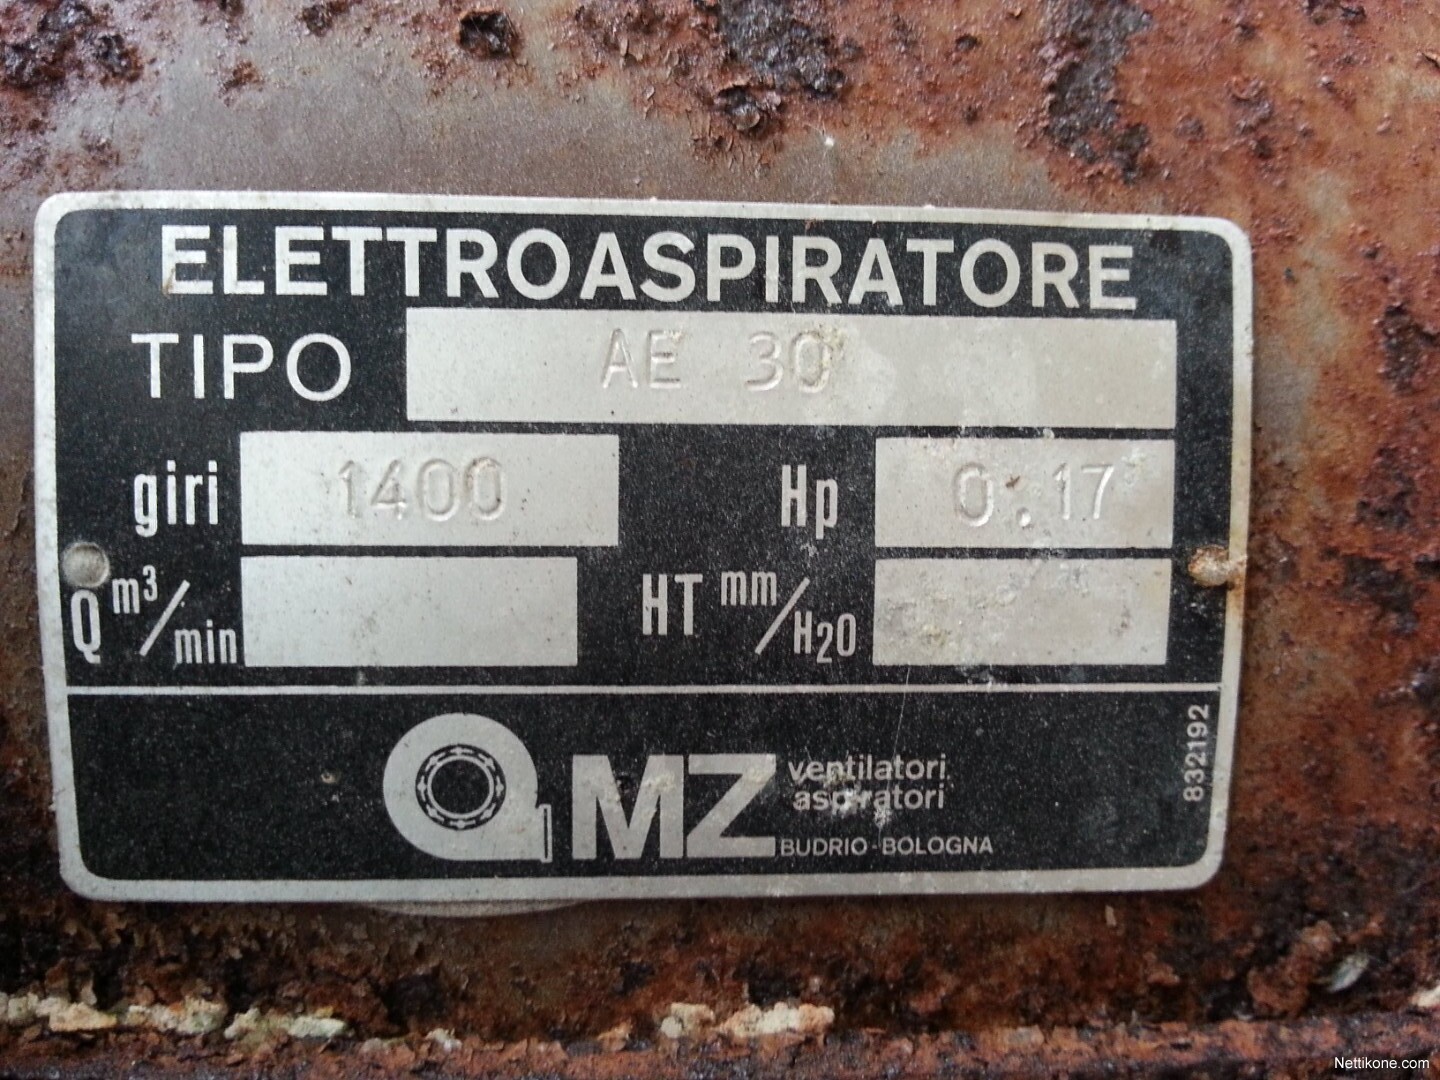 ELETTROASPIRATORE
TIPO AE 30
giri 1400 Hp 0.17
Q m³/min HT mm/H₂O
MZ ventilatori
aspiratori
BUDRIO - BOLOGNA
832192
Nettikone.com